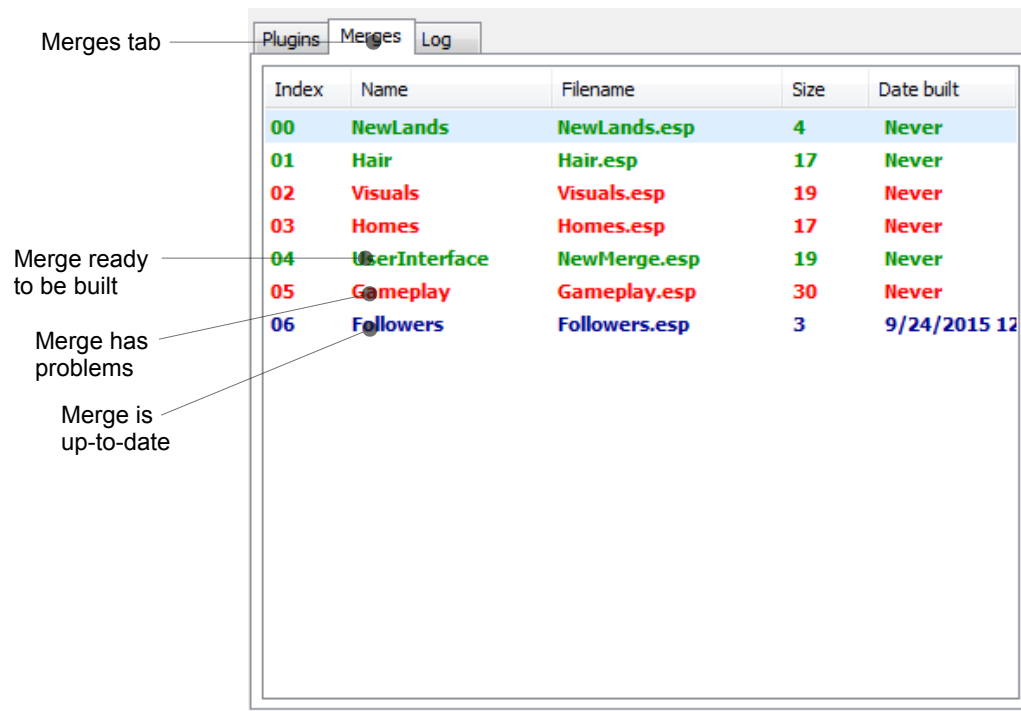 Merges tab
Plugins Merges Log
Index Name Filename Size Date built
00 NewLands NewLands.esp 4 Never
01 Hair Hair.esp 17 Never
02 Visuals Visuals.esp 19 Never
03 Homes Homes.esp 17 Never
Merge ready
to be built
04 UserInterface NewMerge.esp 19 Never
05 Gameplay Gameplay.esp 30 Never
Merge has
problems
06 Followers Followers.esp 3 9/24/2015 12
Merge is
up-to-date